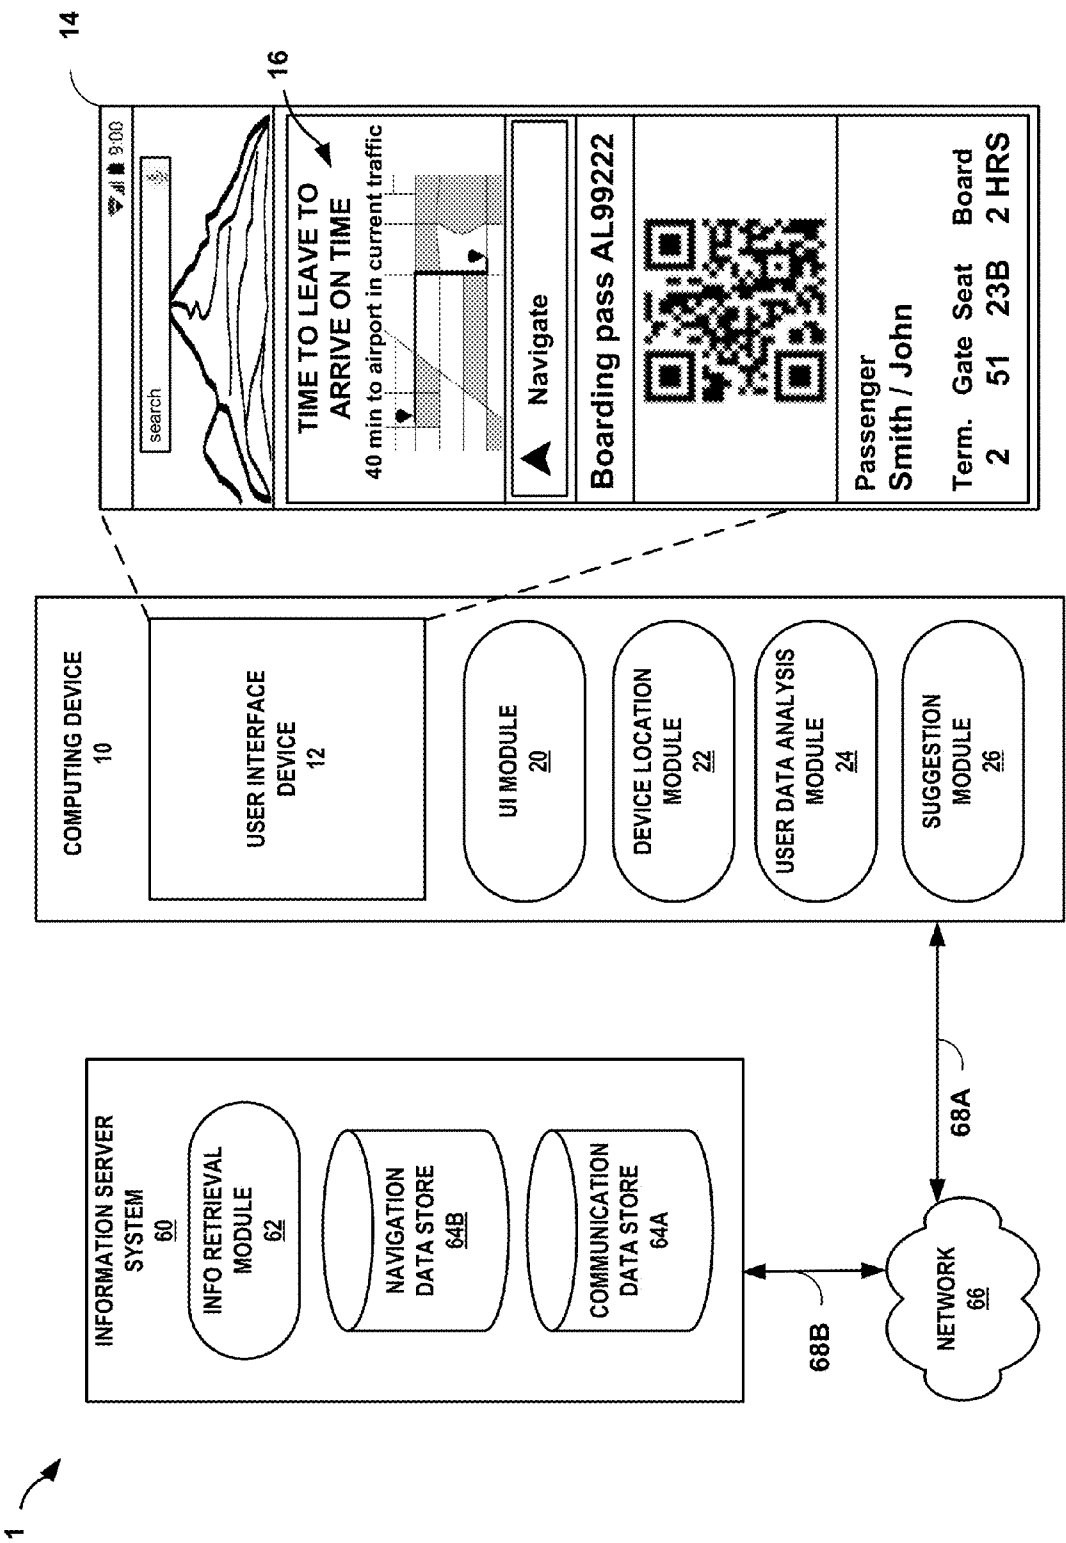 1
INFORMATION SERVER
SYSTEM
60
INFO RETRIEVAL
MODULE
62
NAVIGATION
DATA STORE
64B
COMMUNICATION
DATA STORE
64A
68B
NETWORK
66
68A
COMPUTING DEVICE
10
USER INTERFACE
DEVICE
12
UI MODULE
20
DEVICE LOCATION
MODULE
22
USER DATA ANALYSIS
MODULE
24
SUGGESTION
MODULE
26
14
9:00
search
16
TIME TO LEAVE TO
ARRIVE ON TIME
40 min to airport in current traffic
Navigate
Boarding pass AL99222
Passenger
Smith / John
Term. Gate Seat Board
2 51 23B 2 HRS